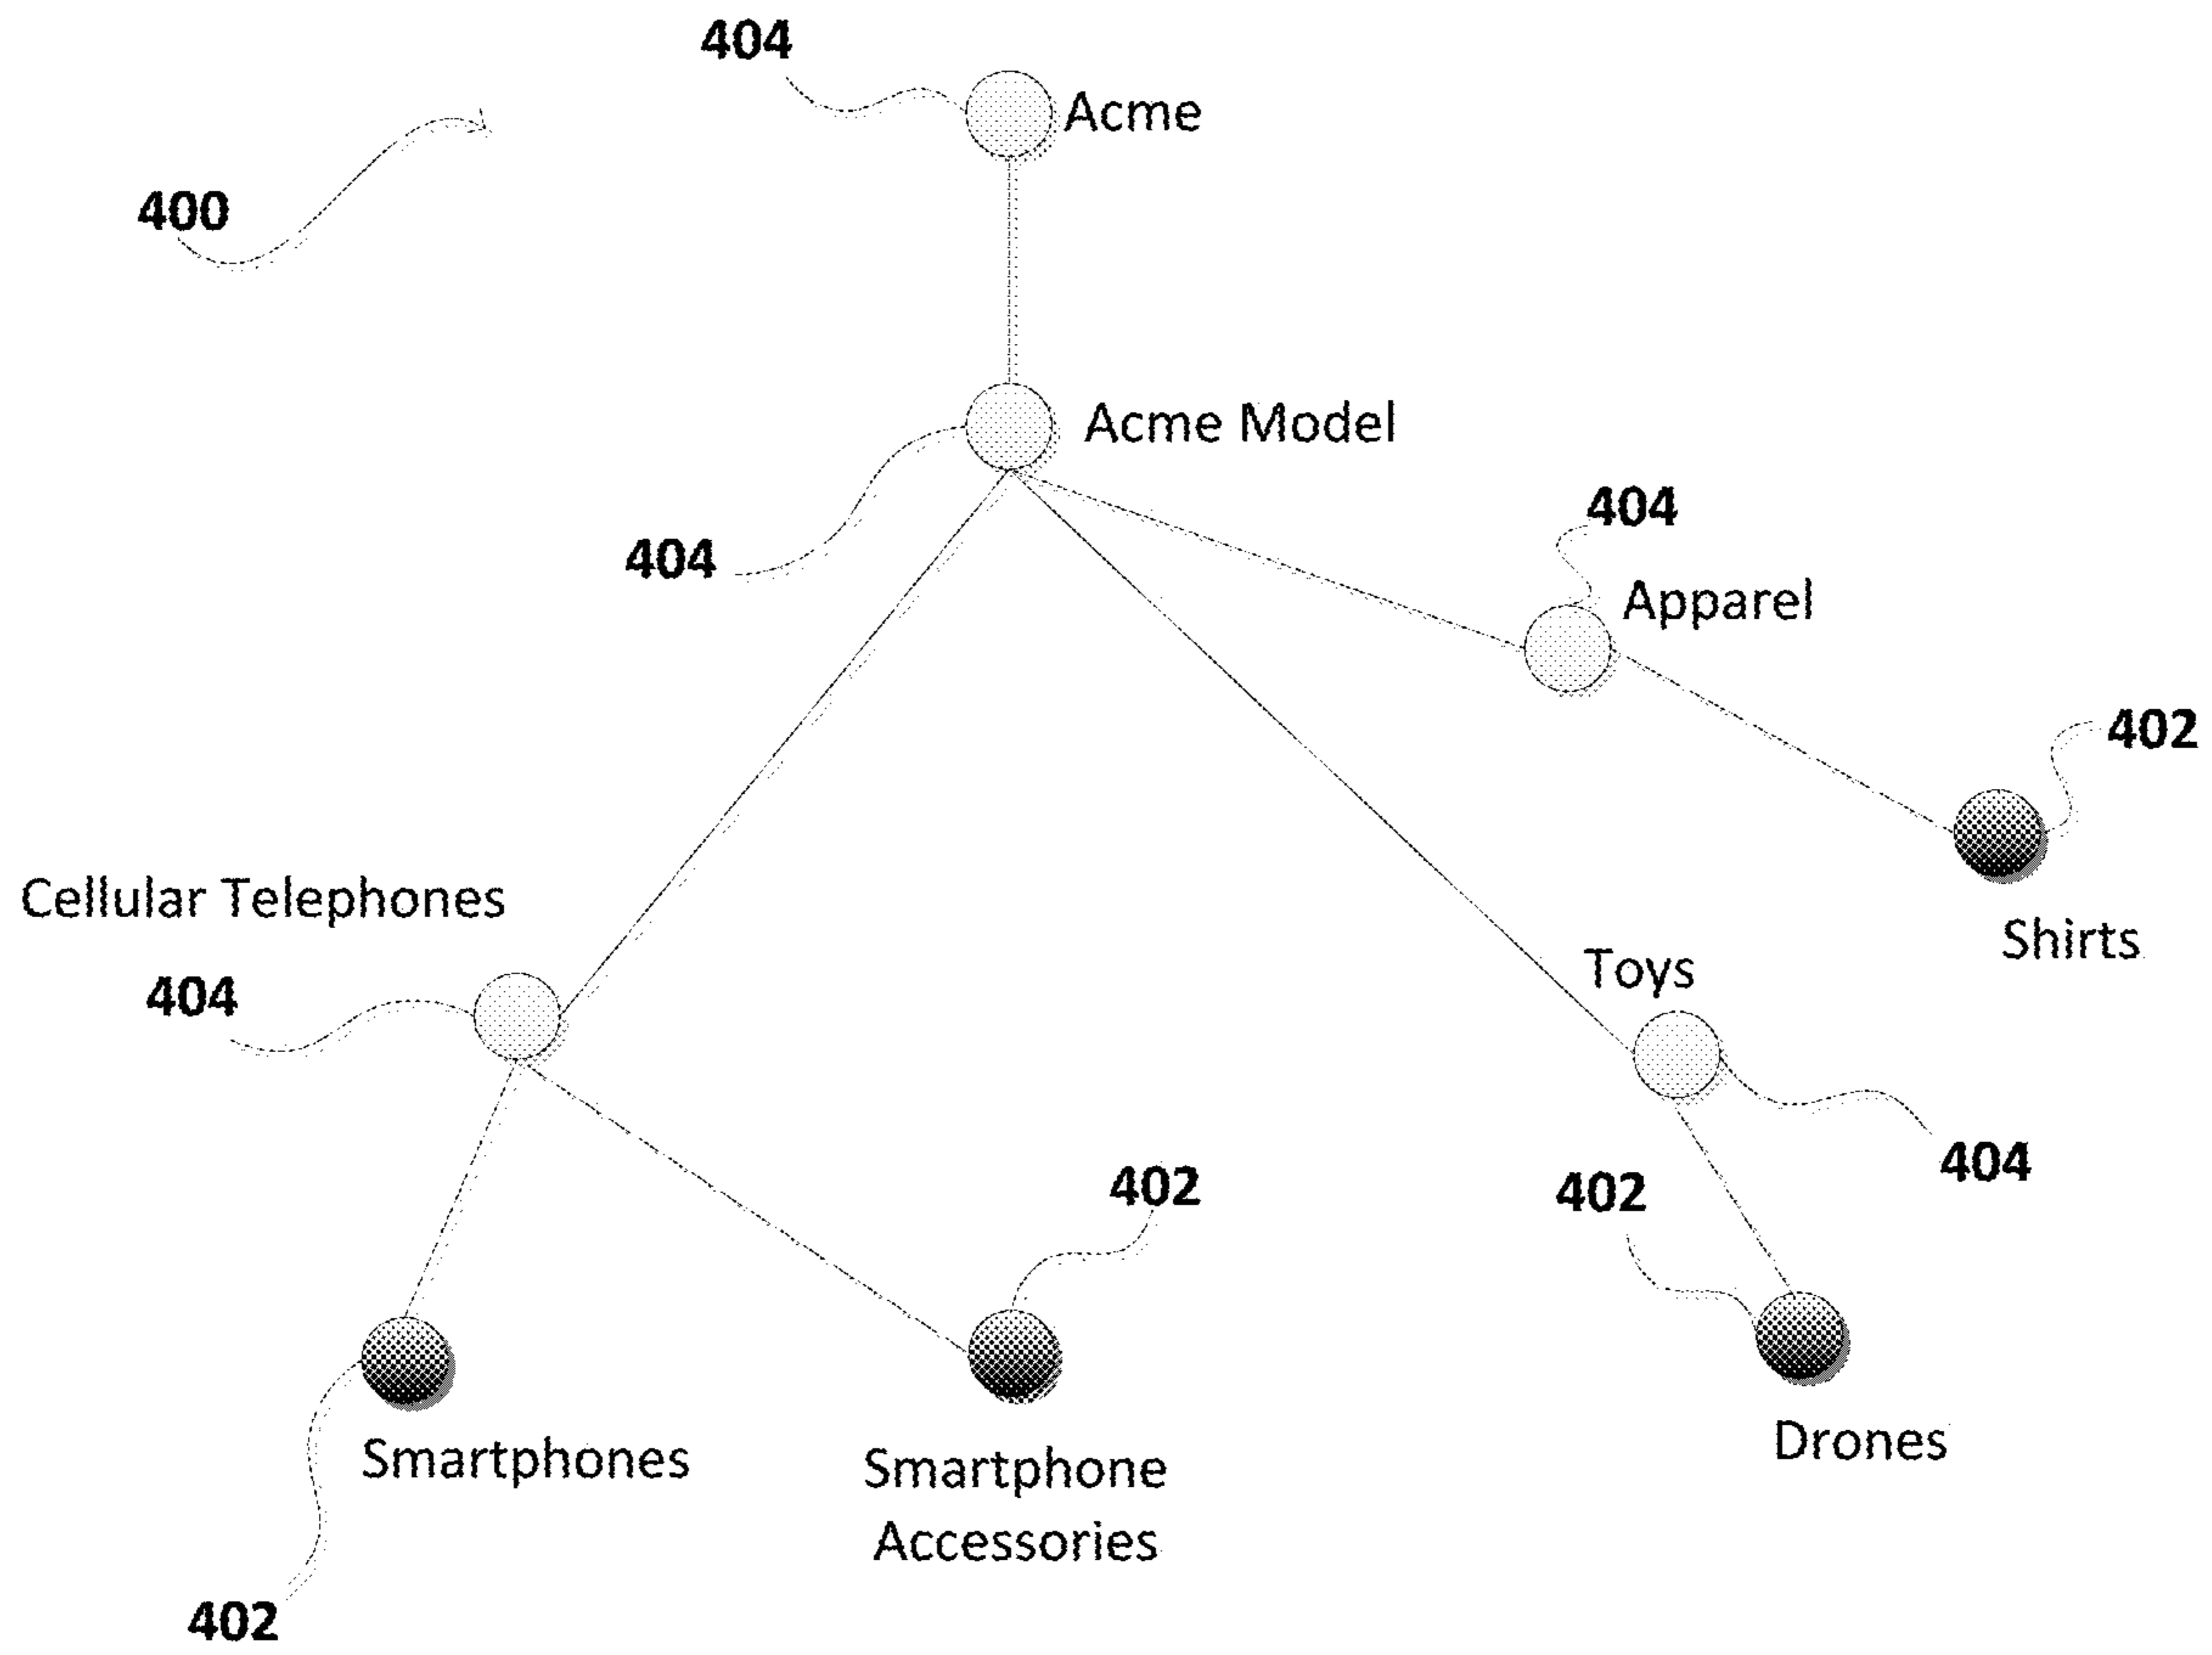 404
Acme
400
Acme Model
404
Apparel
404
402
Shirts
Cellular Telephones
404
Toys
404
402
402
Smartphones
Smartphone
Accessories
Drones
402